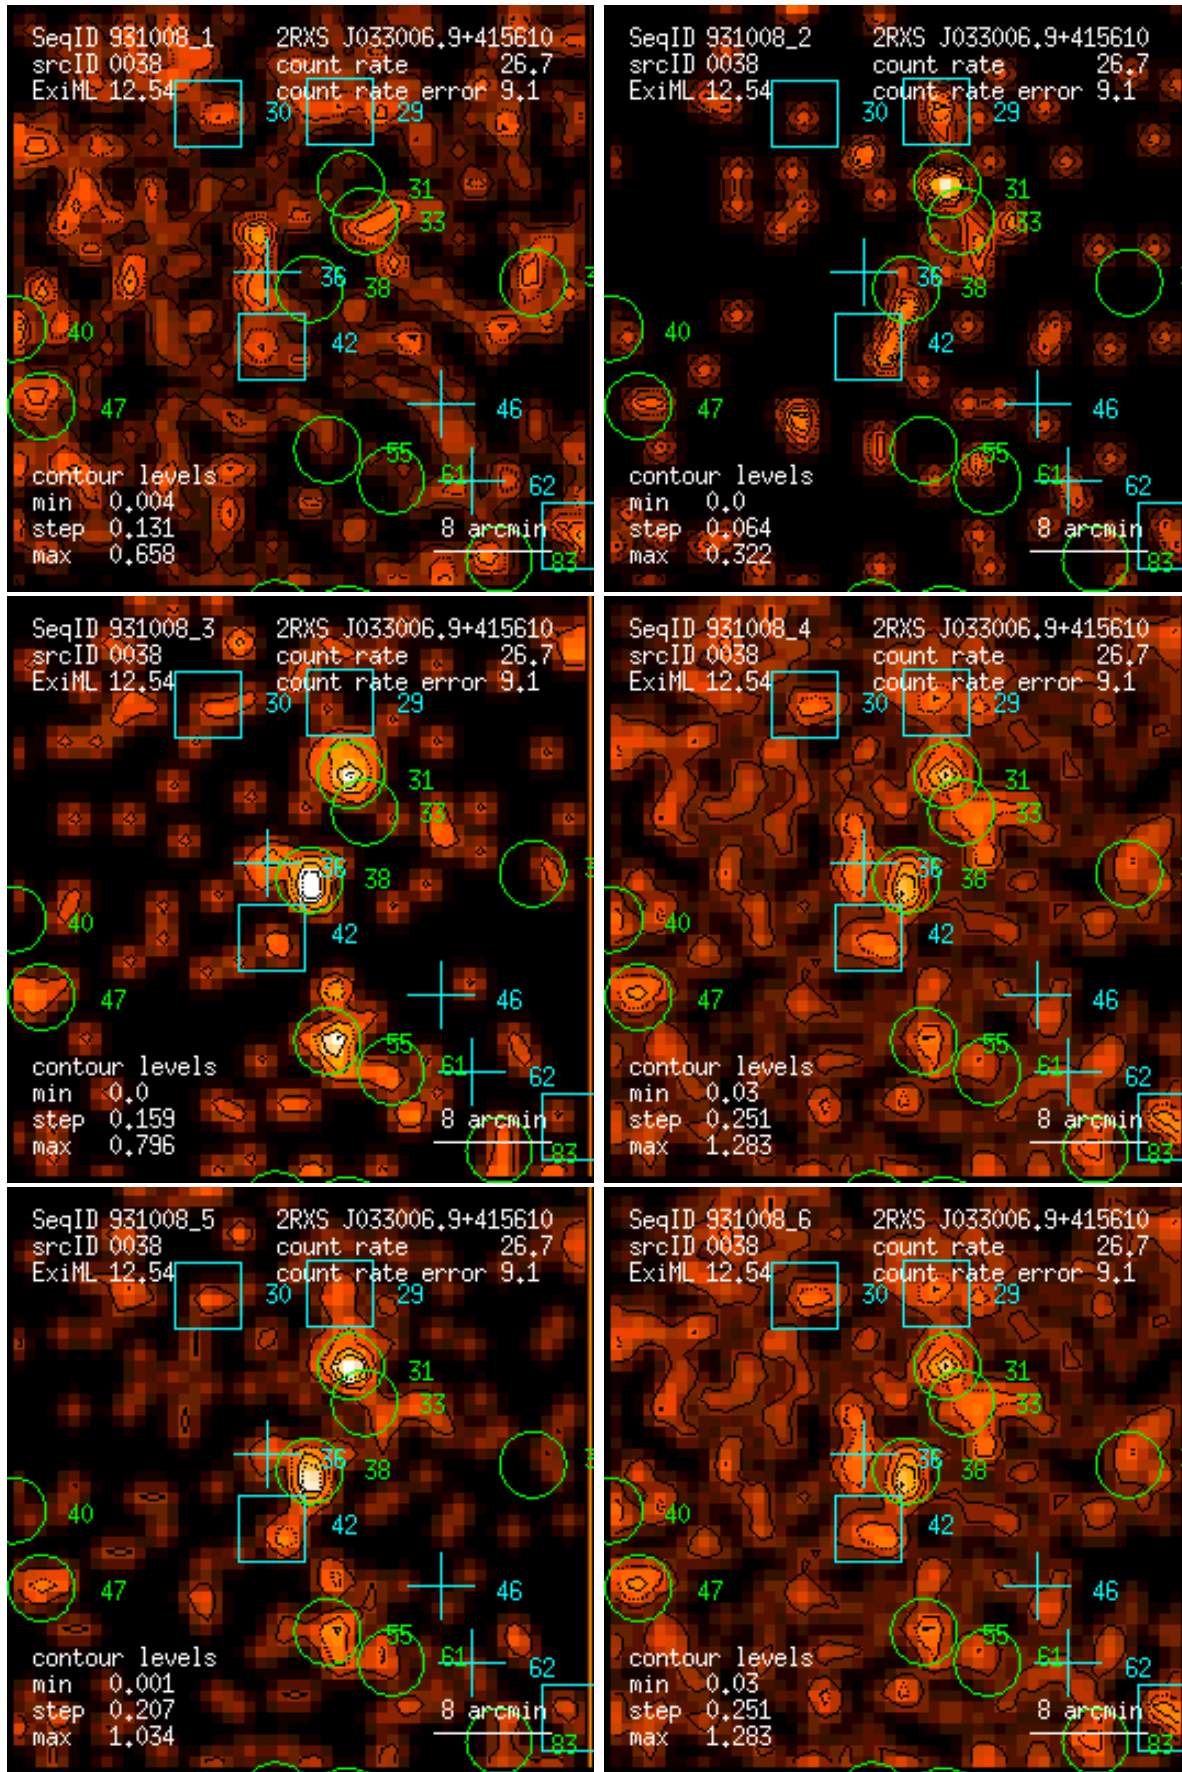 SeqID 931008_1 2RXS J033006.9+415610
srcID 0038 count rate 26.7
ExiML 12.54 count rate error 9.1
30 29
31
33
36 38
40 42
47 46
55
contour levels 61 62
min 0.004
step 0.131 8 arcmin
max 0.658 83
SeqID 931008_2 2RXS J033006.9+415610
srcID 0038 count rate 26.7
ExiML 12.54 count rate error 9.1
30 29
31
33
36 38
40 42
47 46
55
contour levels 61 62
min 0.0
step 0.064 8 arcmin
max 0.322 83
SeqID 931008_3 2RXS J033006.9+415610
srcID 0038 count rate 26.7
ExiML 12.54 count rate error 9.1
30 29
31
33
36 38
40 42
47 46
55
contour levels 61 62
min 0.0
step 0.159 8 arcmin
max 0.796 83
SeqID 931008_4 2RXS J033006.9+415610
srcID 0038 count rate 26.7
ExiML 12.54 count rate error 9.1
30 29
31
33
36 38
40 42
47 46
55
contour levels 61 62
min 0.03
step 0.251 8 arcmin
max 1.283 83
SeqID 931008_5 2RXS J033006.9+415610
srcID 0038 count rate 26.7
ExiML 12.54 count rate error 9.1
30 29
31
33
36 38
40 42
47 46
55
contour levels 61 62
min 0.001
step 0.207 8 arcmin
max 1.034 83
SeqID 931008_6 2RXS J033006.9+415610
srcID 0038 count rate 26.7
ExiML 12.54 count rate error 9.1
30 29
31
33
36 38
40 42
47 46
55
contour levels 61 62
min 0.03
step 0.251 8 arcmin
max 1.283 83